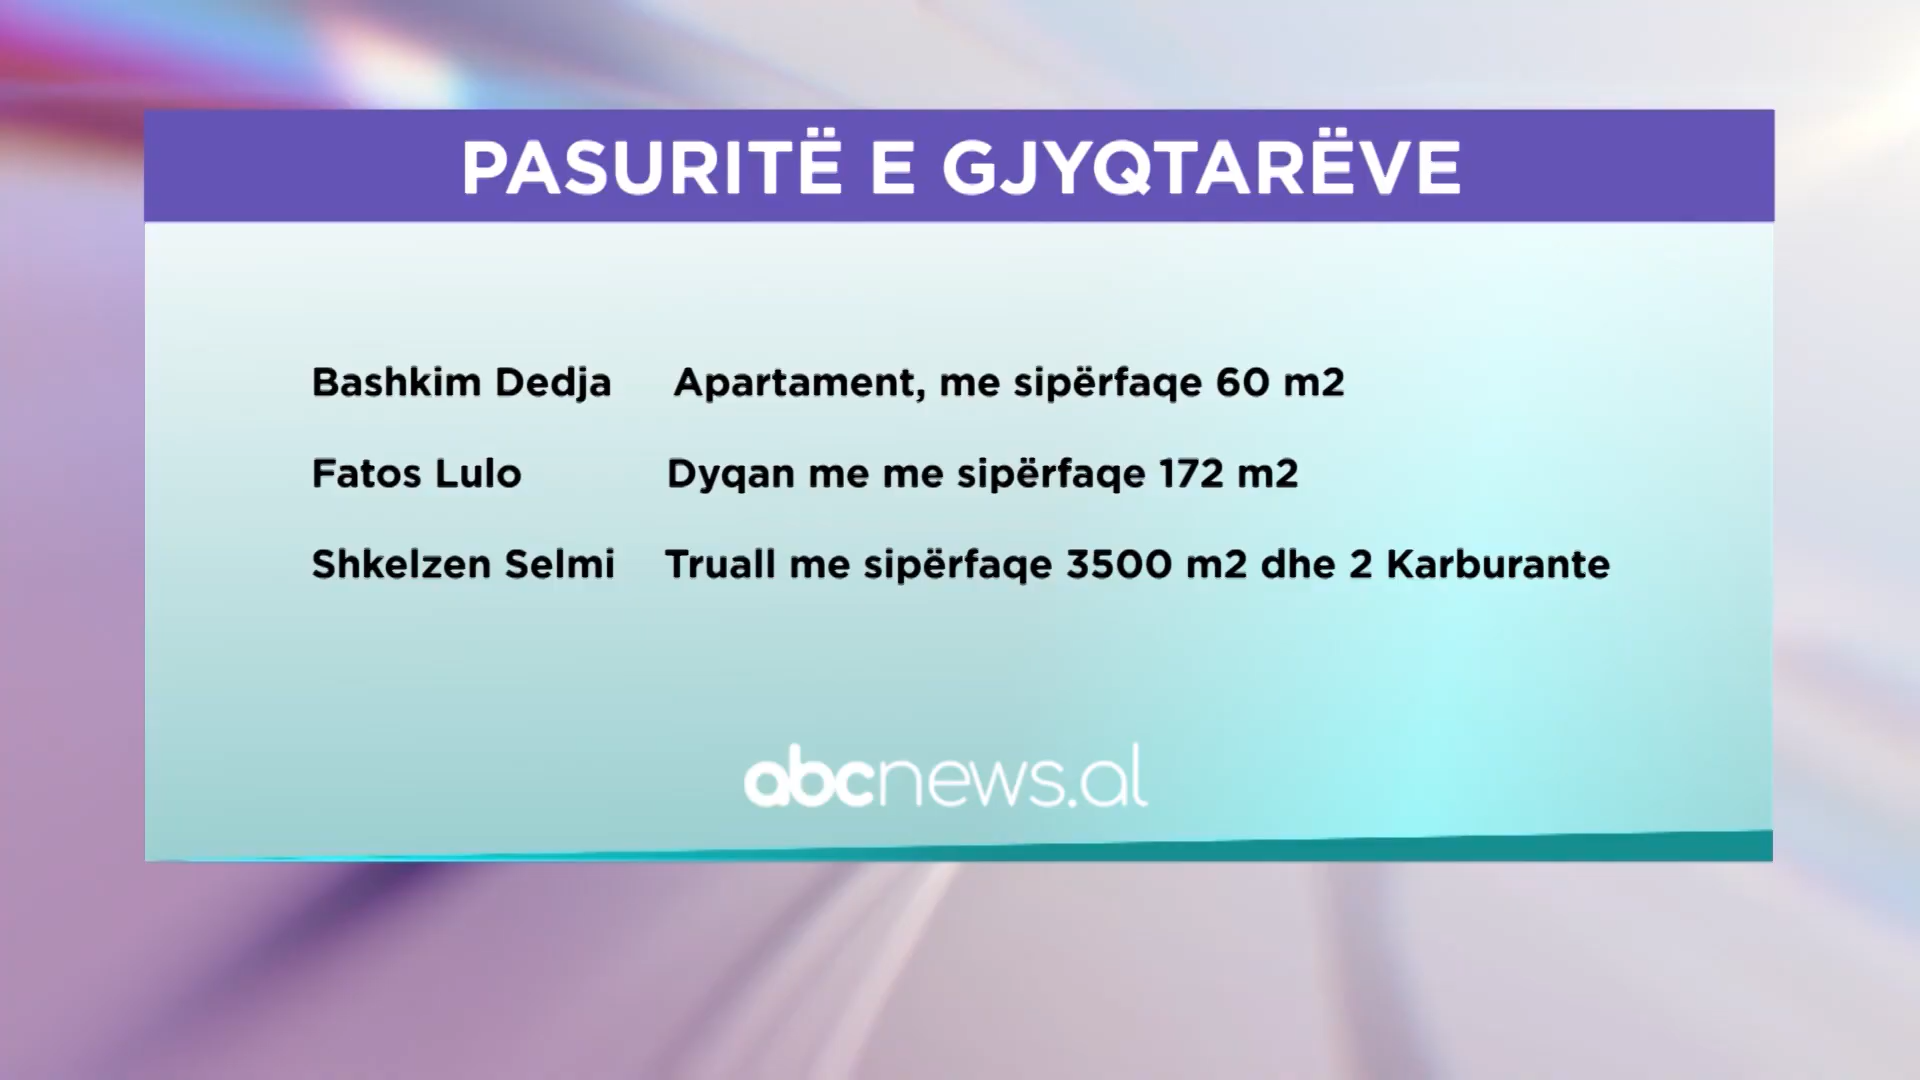 PASURITË E GJYQTARËVE
Bashkim Dedja Apartament, me sipërfaqe 60 m2
Fatos Lulo Dyqan me me sipërfaqe 172 m2
Shkelzen Selmi Truall me sipërfaqe 3500 m2 dhe 2 Karburante
abcnews.al